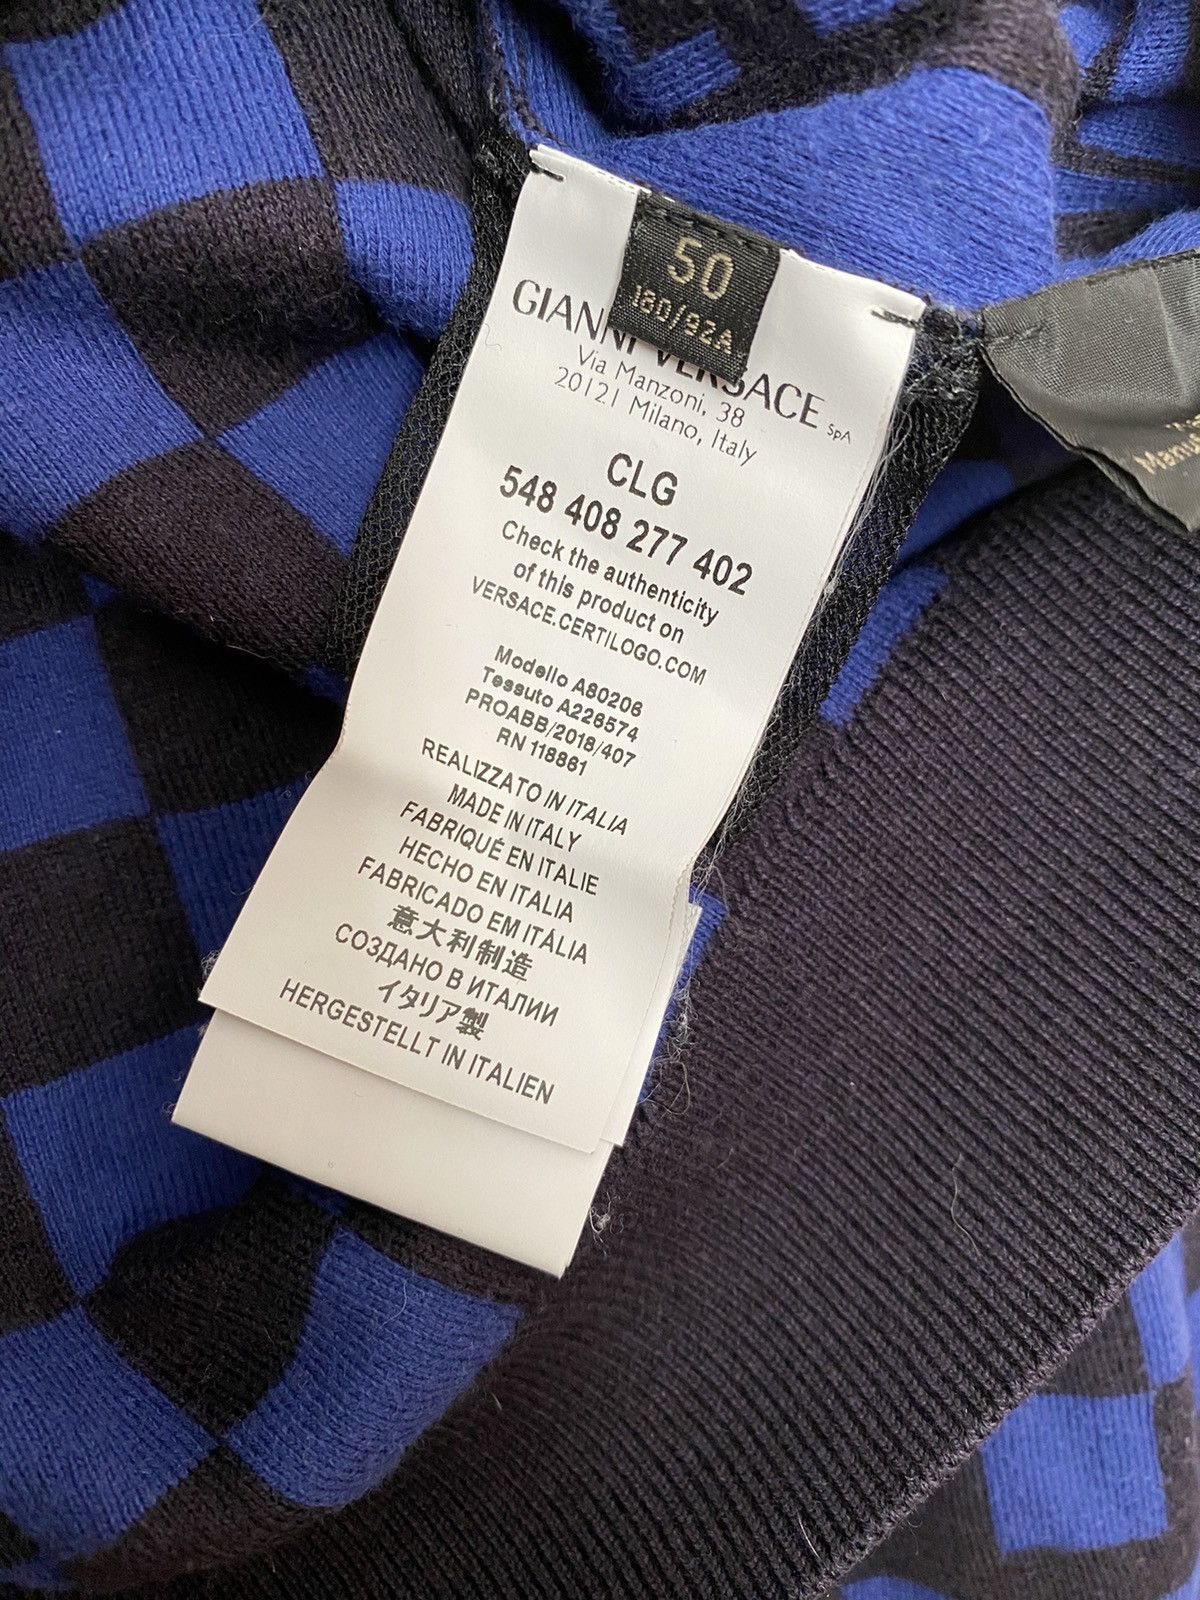 50
180/92A
GIANNI VERSACE SpA
Via Manzoni, 38
20121 Milano, Italy
CLG
548 408 277 402
Check the authenticity
of this product on
VERSACE.CERTILOGO.COM
Modello A80206
Tessuto A226574
PROABB/2018/407
RN 118861
REALIZZATO IN ITALIA
MADE IN ITALY
FABRIQUÉ EN ITALIE
HECHO EN ITALIA
FABRICADO EM ITÁLIA
意大利制造
СОЗДАНО В ИТАЛИИ
イタリア製
HERGESTELLT IN ITALIEN